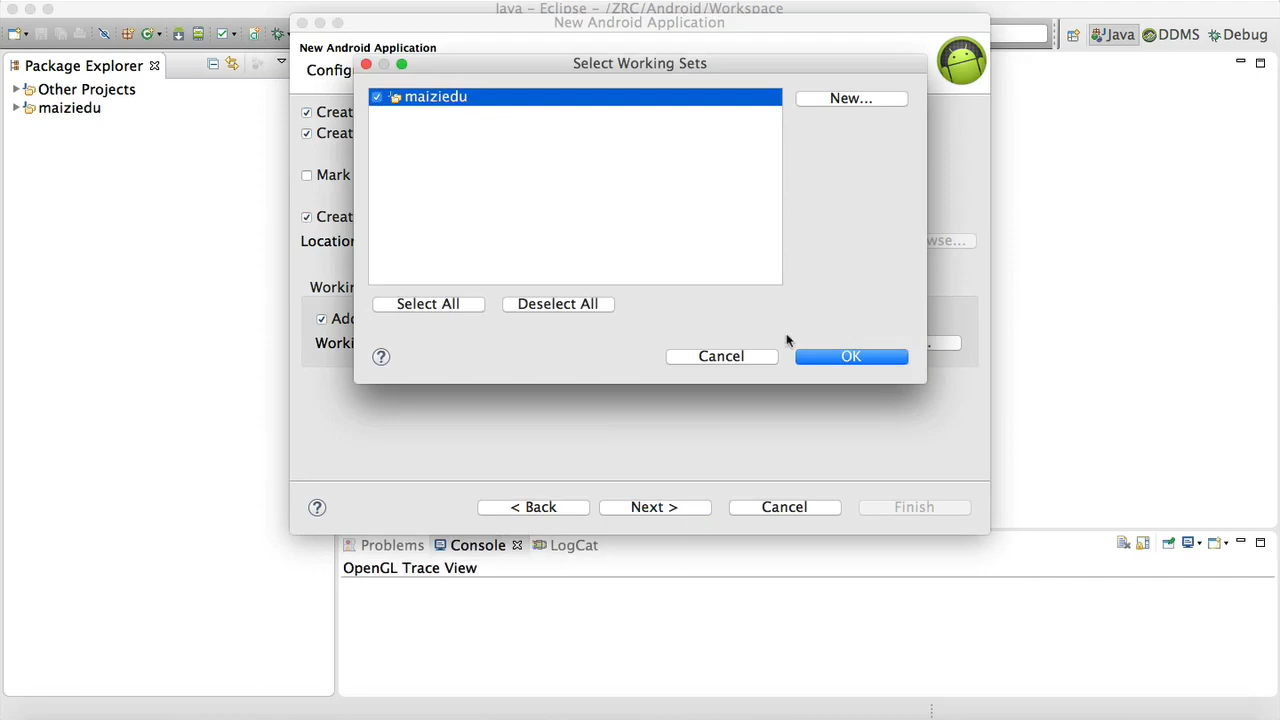 Java – Eclipse – /ZRC/Android/Workspace
New Android Application
Java
DDMS
Debug
Package Explorer
New Android Application
Config
Select Working Sets
Other Projects
maiziedu
maiziedu
New...
Creat
Creat
Mark
Creat
Location
wse...
Select All
Deselect All
Workin
Add
Worki
Cancel
OK
< Back
Next >
Cancel
Finish
Problems
Console
LogCat
OpenGL Trace View